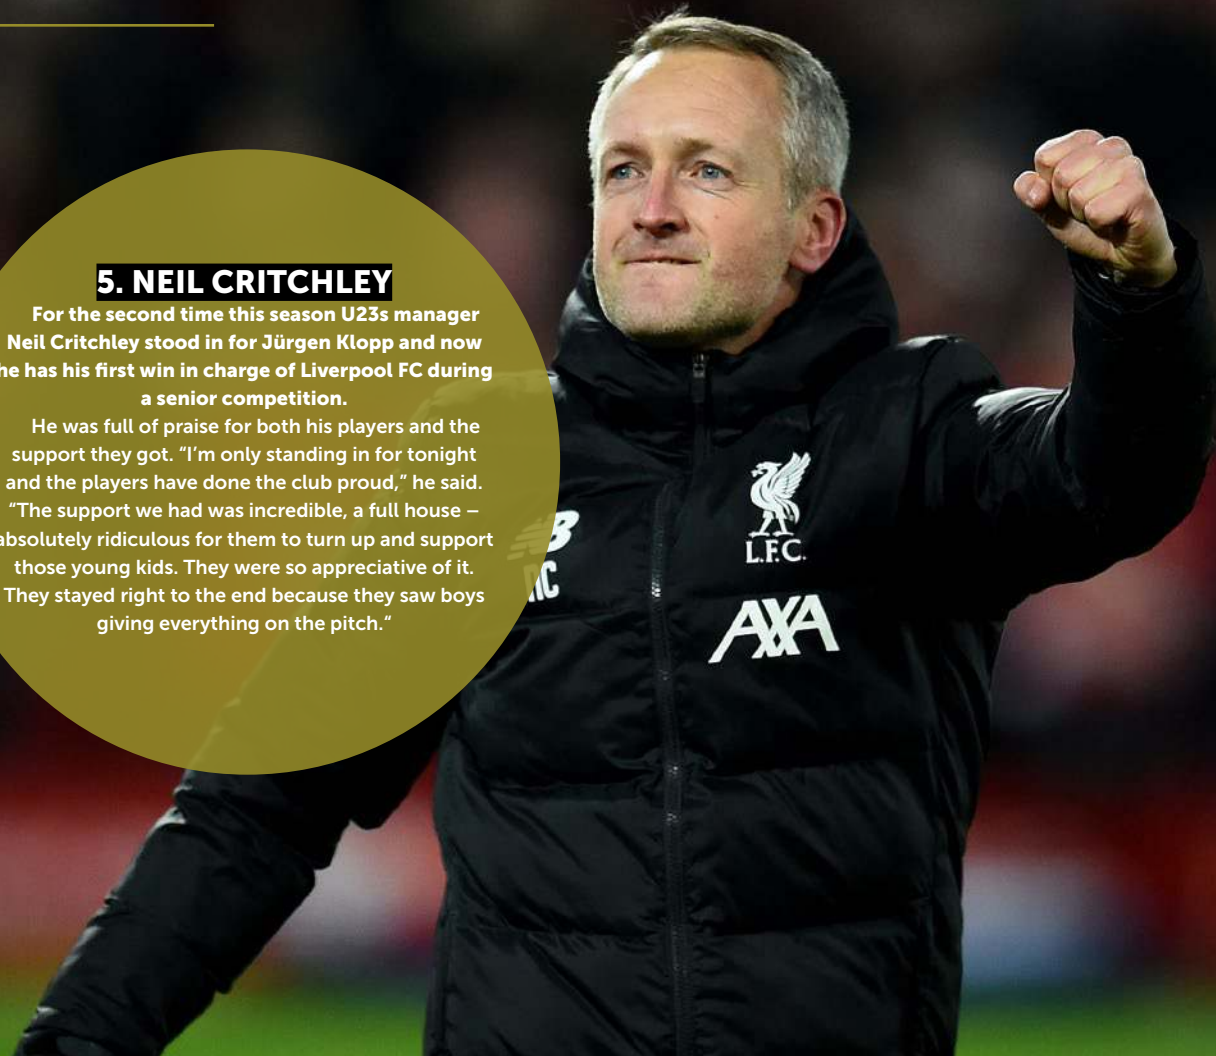 5. NEIL CRITCHLEY
For the second time this season U23s manager
Neil Critchley stood in for Jürgen Klopp and now
he has his first win in charge of Liverpool FC during
a senior competition.
He was full of praise for both his players and the
support they got. “I’m only standing in for tonight
and the players have done the club proud,” he said.
“The support we had was incredible, a full house –
absolutely ridiculous for them to turn up and support
those young kids. They were so appreciative of it.
They stayed right to the end because they saw boys
giving everything on the pitch.“
L.F.C.
NC
AXA